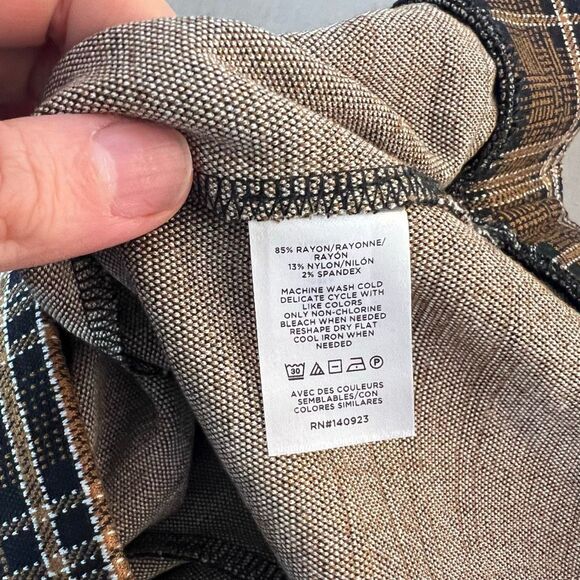 85% RAYON/RAYONNE/
RAYÓN
13% NYLON/NILÓN
2% SPANDEX
MACHINE WASH COLD
DELICATE CYCLE WITH
LIKE COLORS
ONLY NON-CHLORINE
BLEACH WHEN NEEDED
RESHAPE DRY FLAT
COOL IRON WHEN
NEEDED
30 P
AVEC DES COULEURS
SEMBLABLES/CON
COLORES SIMILARES
RN#140923